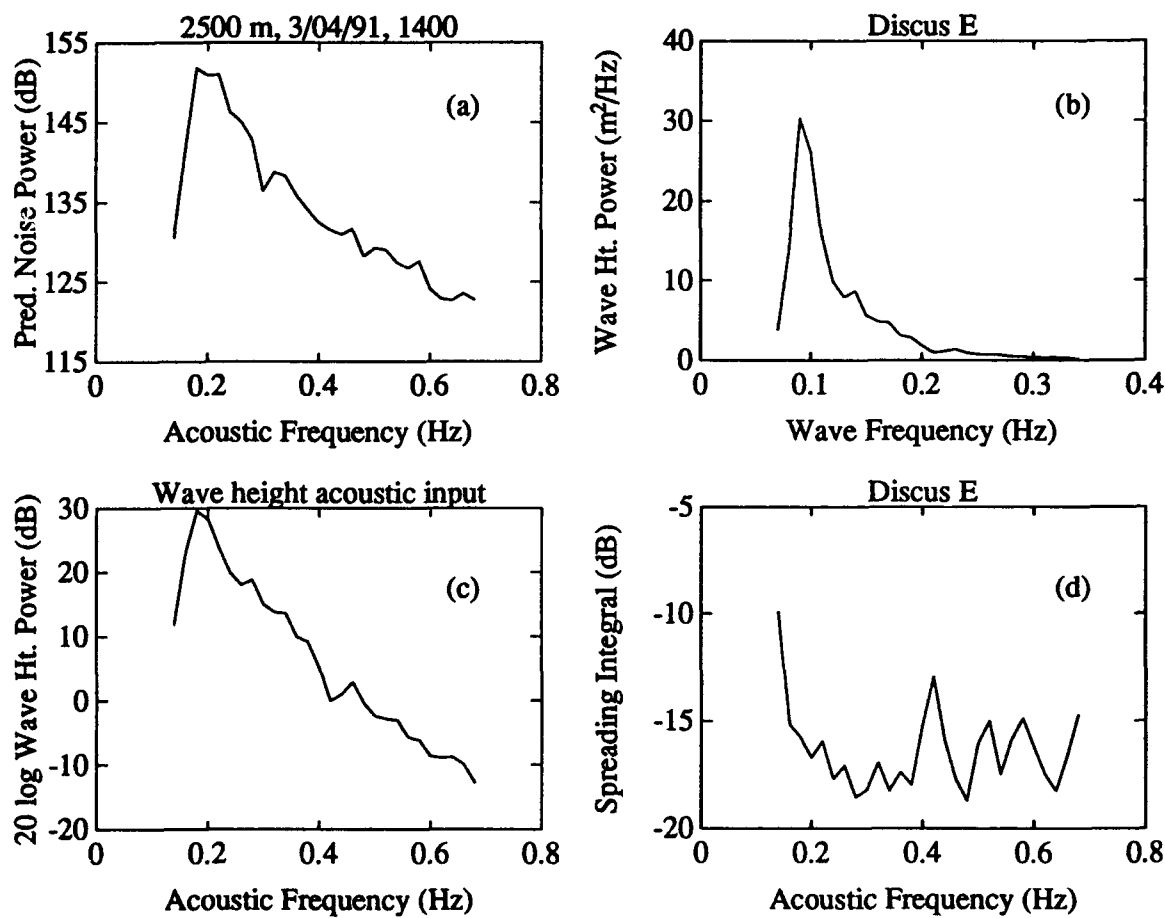 2500 m, 3/04/91, 1400
155
145
135
125
115
Pred. Noise Power (dB)
(a)
0
0.2
0.4
0.6
0.8
Acoustic Frequency (Hz)
Discus E
40
30
20
10
0
Wave Ht. Power (m²/Hz)
(b)
0
0.1
0.2
0.3
0.4
Wave Frequency (Hz)
Wave height acoustic input
30
20
10
0
-10
-20
20 log Wave Ht. Power (dB)
(c)
0
0.2
0.4
0.6
0.8
Acoustic Frequency (Hz)
Discus E
-5
-10
-15
-20
Spreading Integral (dB)
(d)
0
0.2
0.4
0.6
0.8
Acoustic Frequency (Hz)